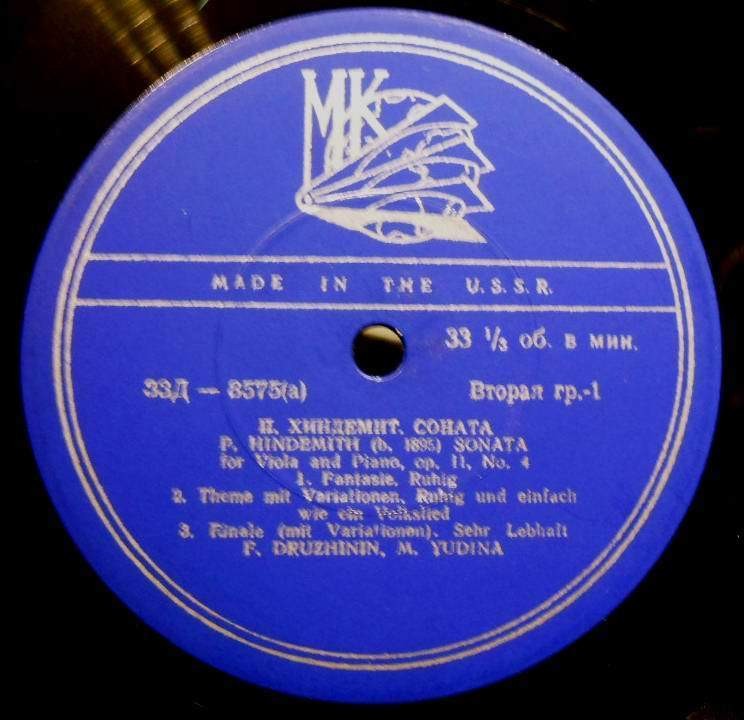 МК
MADE IN THE U.S.S.R.
33 ⅓ об. в мин.
33Д — 8575(a)
Вторая гр.-1
П. ХИНДЕМИТ. СОНАТА
P. HINDEMITH (b. 1895) SONATA
for Viola and Piano, op. 11, No. 4
1. Fantasie. Ruhig
2. Theme mit Variationen. Ruhig und einfach
wie ein Volkslied
3. Finale (mit Variationen). Sehr Lebhaft
F. DRUZHININ, M. YUDINA